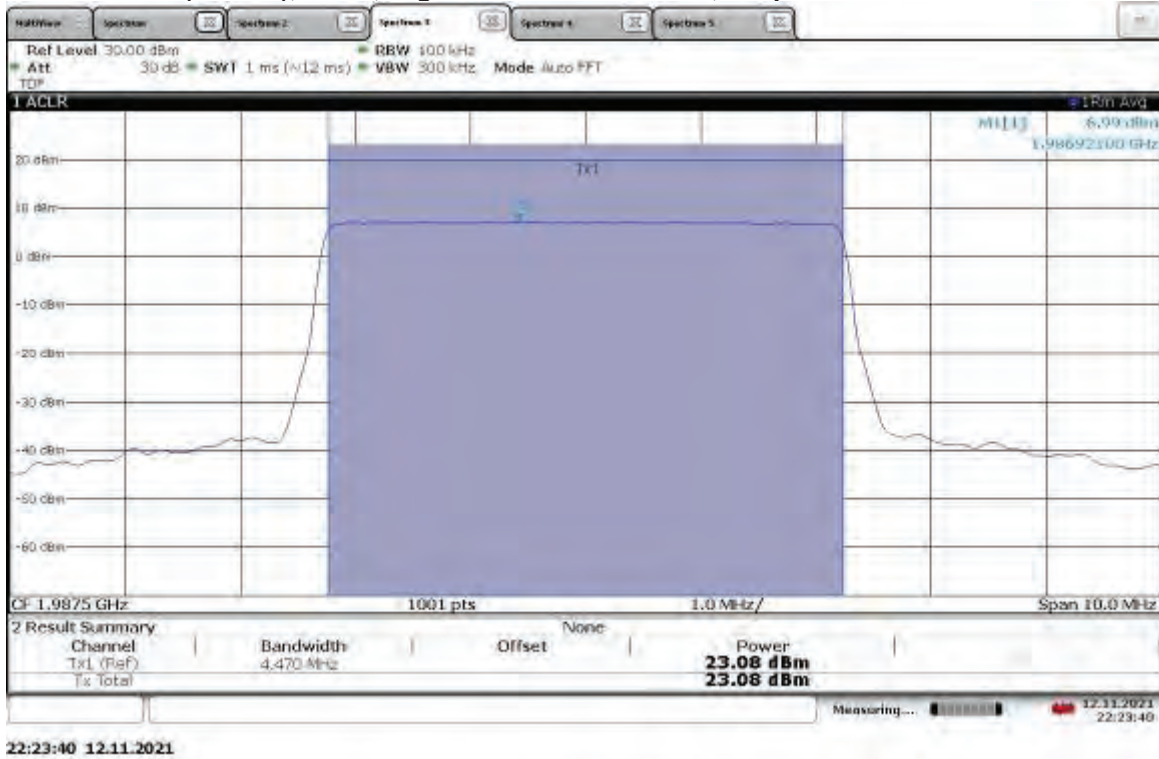 MultiView Spectrum Spectrum 2 Spectrum 3 Spectrum 4 Spectrum 5
Ref Level 30.00 dBm RBW 100 kHz
Att 30 dB SWT 1 ms (~12 ms) VBW 300 kHz Mode Auto FFT
TDF
1 ACLR 1Rm Avg
M1[1] 6.99 dBm
1.98692100 GHz
20 dBm
Tx1
10 dBm
0 dBm
-10 dBm
-20 dBm
-30 dBm
-40 dBm
-50 dBm
-60 dBm
CF 1.9875 GHz 1001 pts 1.0 MHz/ Span 10.0 MHz
2 Result Summary None
Channel Bandwidth Offset Power
Tx1 (Ref) 4.470 MHz 23.08 dBm
Tx Total 23.08 dBm
Measuring.... 12.11.2021
22:23:40
22:23:40 12.11.2021